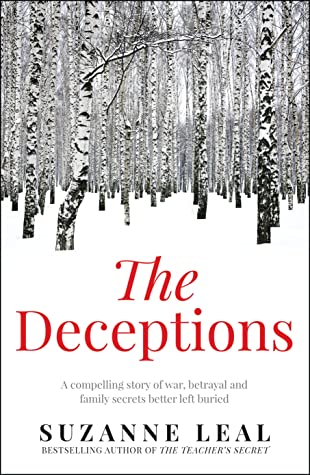 The
Deceptions
A compelling story of war, betrayal and
family secrets better left buried
SUZANNE LEAL
BESTSELLING AUTHOR OF THE TEACHER'S SECRET